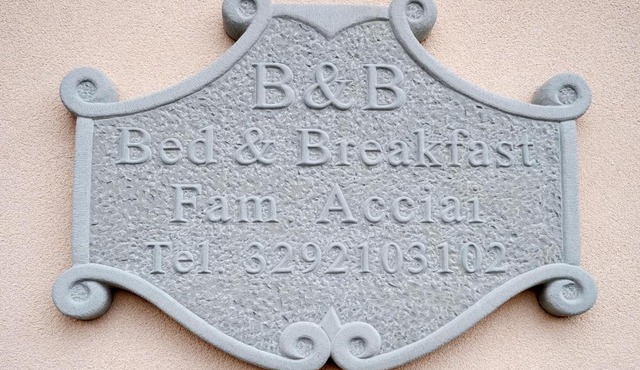 B&B
Bed & Breakfast
Fam Acciai
Tel. 3292103102